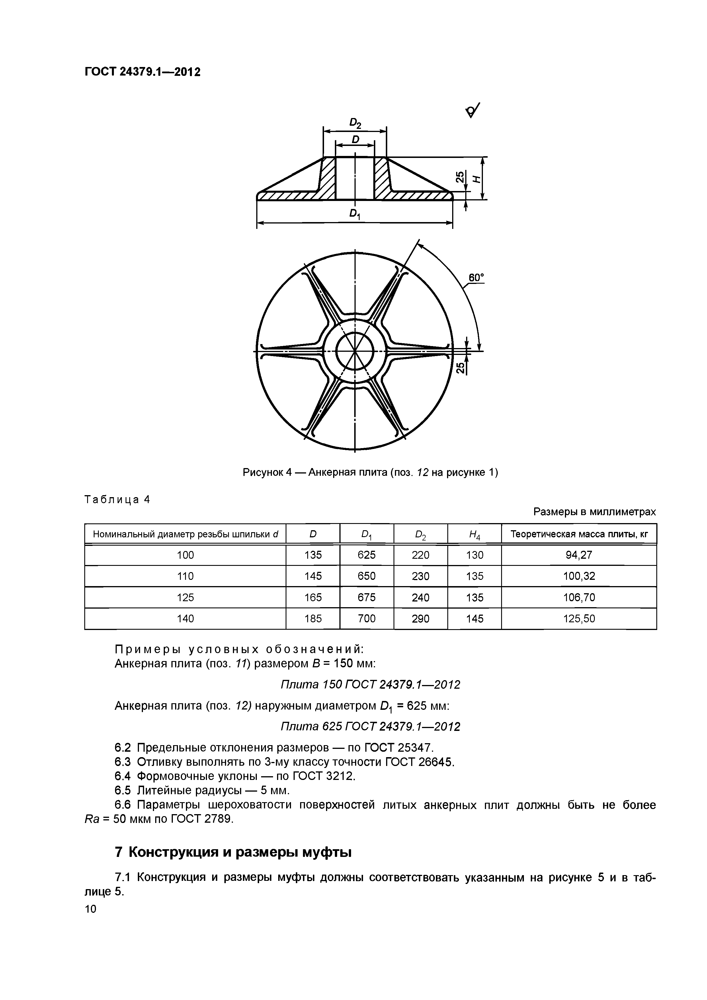 ГОСТ 24379.1—2012
D2
D
25
H
D1
60°
25
Рисунок 4 — Анкерная плита (поз. 12 на рисунке 1)
Таблица 4
Размеры в миллиметрах
Номинальный диаметр резьбы шпильки d D D1 D2 H4 Теоретическая масса плиты, кг
100 135 625 220 130 94,27
110 145 650 230 135 100,32
125 165 675 240 135 106,70
140 185 700 290 145 125,50
Примеры условных обозначений:
Анкерная плита (поз. 11) размером B = 150 мм:
Плита 150 ГОСТ 24379.1—2012
Анкерная плита (поз. 12) наружным диаметром D1 = 625 мм:
Плита 625 ГОСТ 24379.1—2012
6.2 Предельные отклонения размеров — по ГОСТ 25347.
6.3 Отливку выполнять по 3-му классу точности ГОСТ 26645.
6.4 Формовочные уклоны — по ГОСТ 3212.
6.5 Литейные радиусы — 5 мм.
6.6 Параметры шероховатости поверхностей литых анкерных плит должны быть не более
Ra = 50 мкм по ГОСТ 2789.
7 Конструкция и размеры муфты
7.1 Конструкция и размеры муфты должны соответствовать указанным на рисунке 5 и в таб-
лице 5.
10